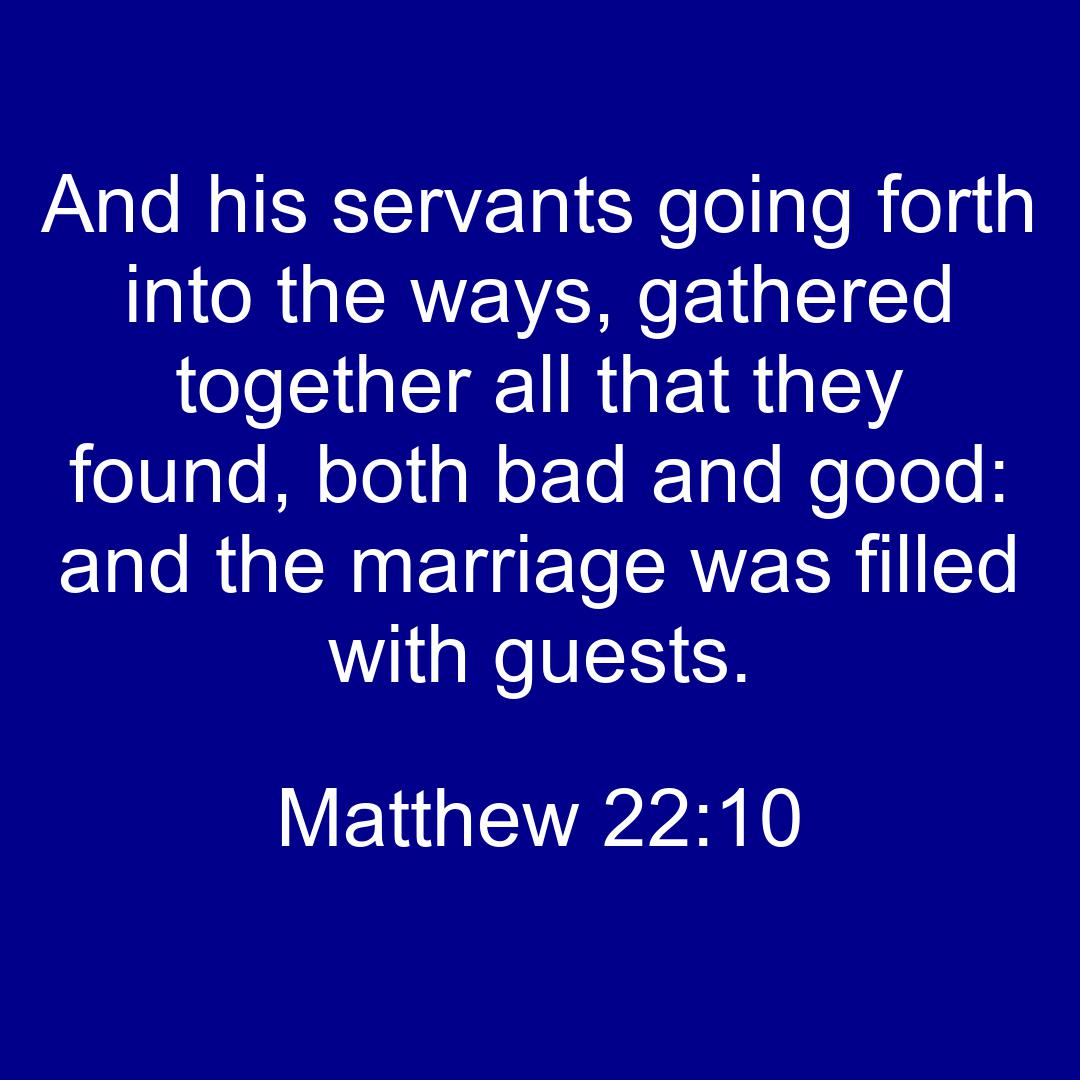 And his servants going forth
into the ways, gathered
together all that they
found, both bad and good:
and the marriage was filled
with guests.
Matthew 22:10